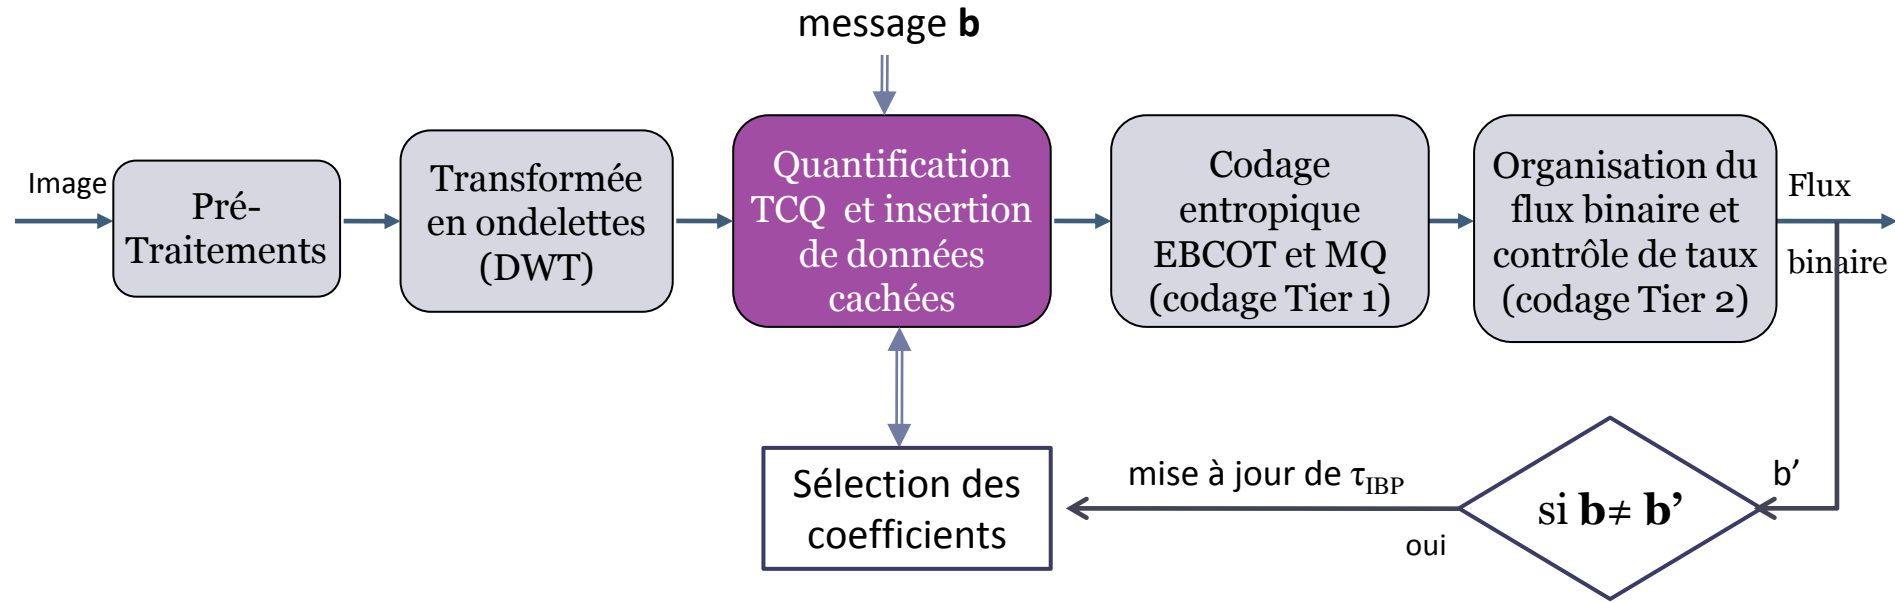 message b
Image
Pré-
Traitements
Transformée
en ondelettes
(DWT)
Quantification
TCQ et insertion
de données
cachées
Codage
entropique
EBCOT et MQ
(codage Tier 1)
Organisation du
flux binaire et
contrôle de taux
(codage Tier 2)
Flux
binaire
Sélection des
coefficients
mise à jour de τIBP
oui
si b≠ b’
b’